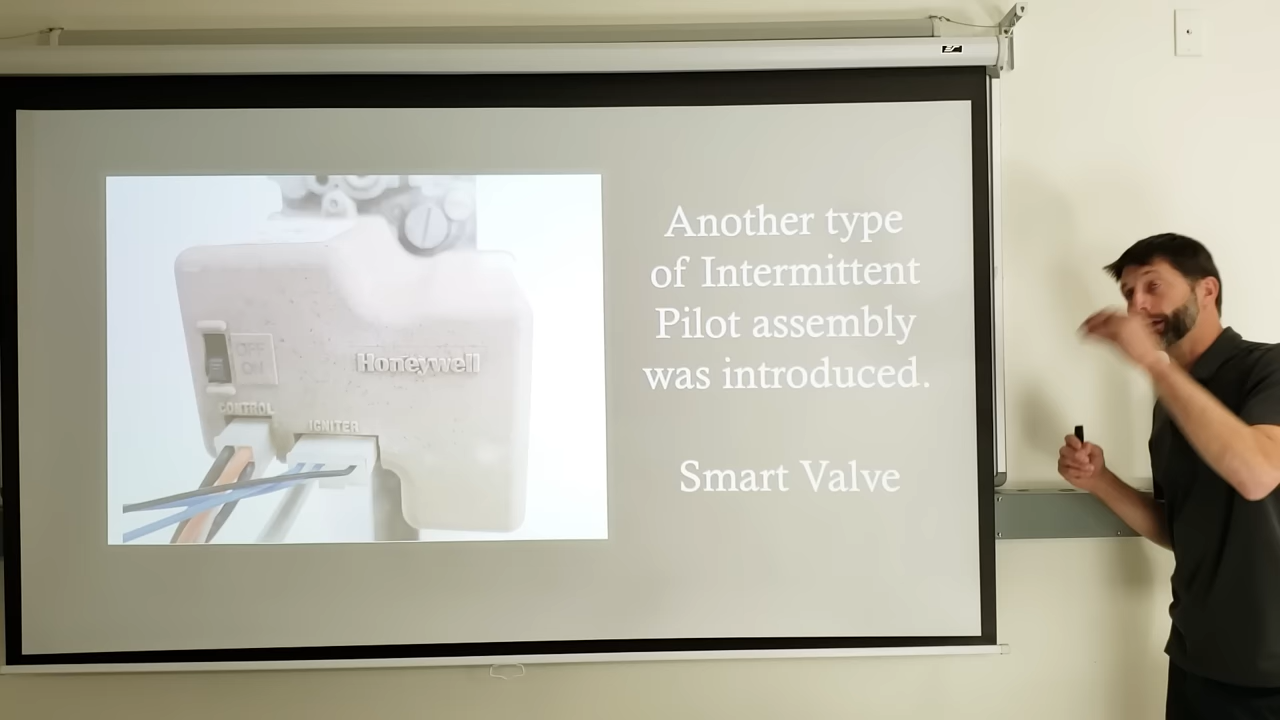 Another type
of Intermittent
Pilot assembly
was introduced.
Smart Valve
OFF
ON
Honeywell
CONTROL
IGNITER